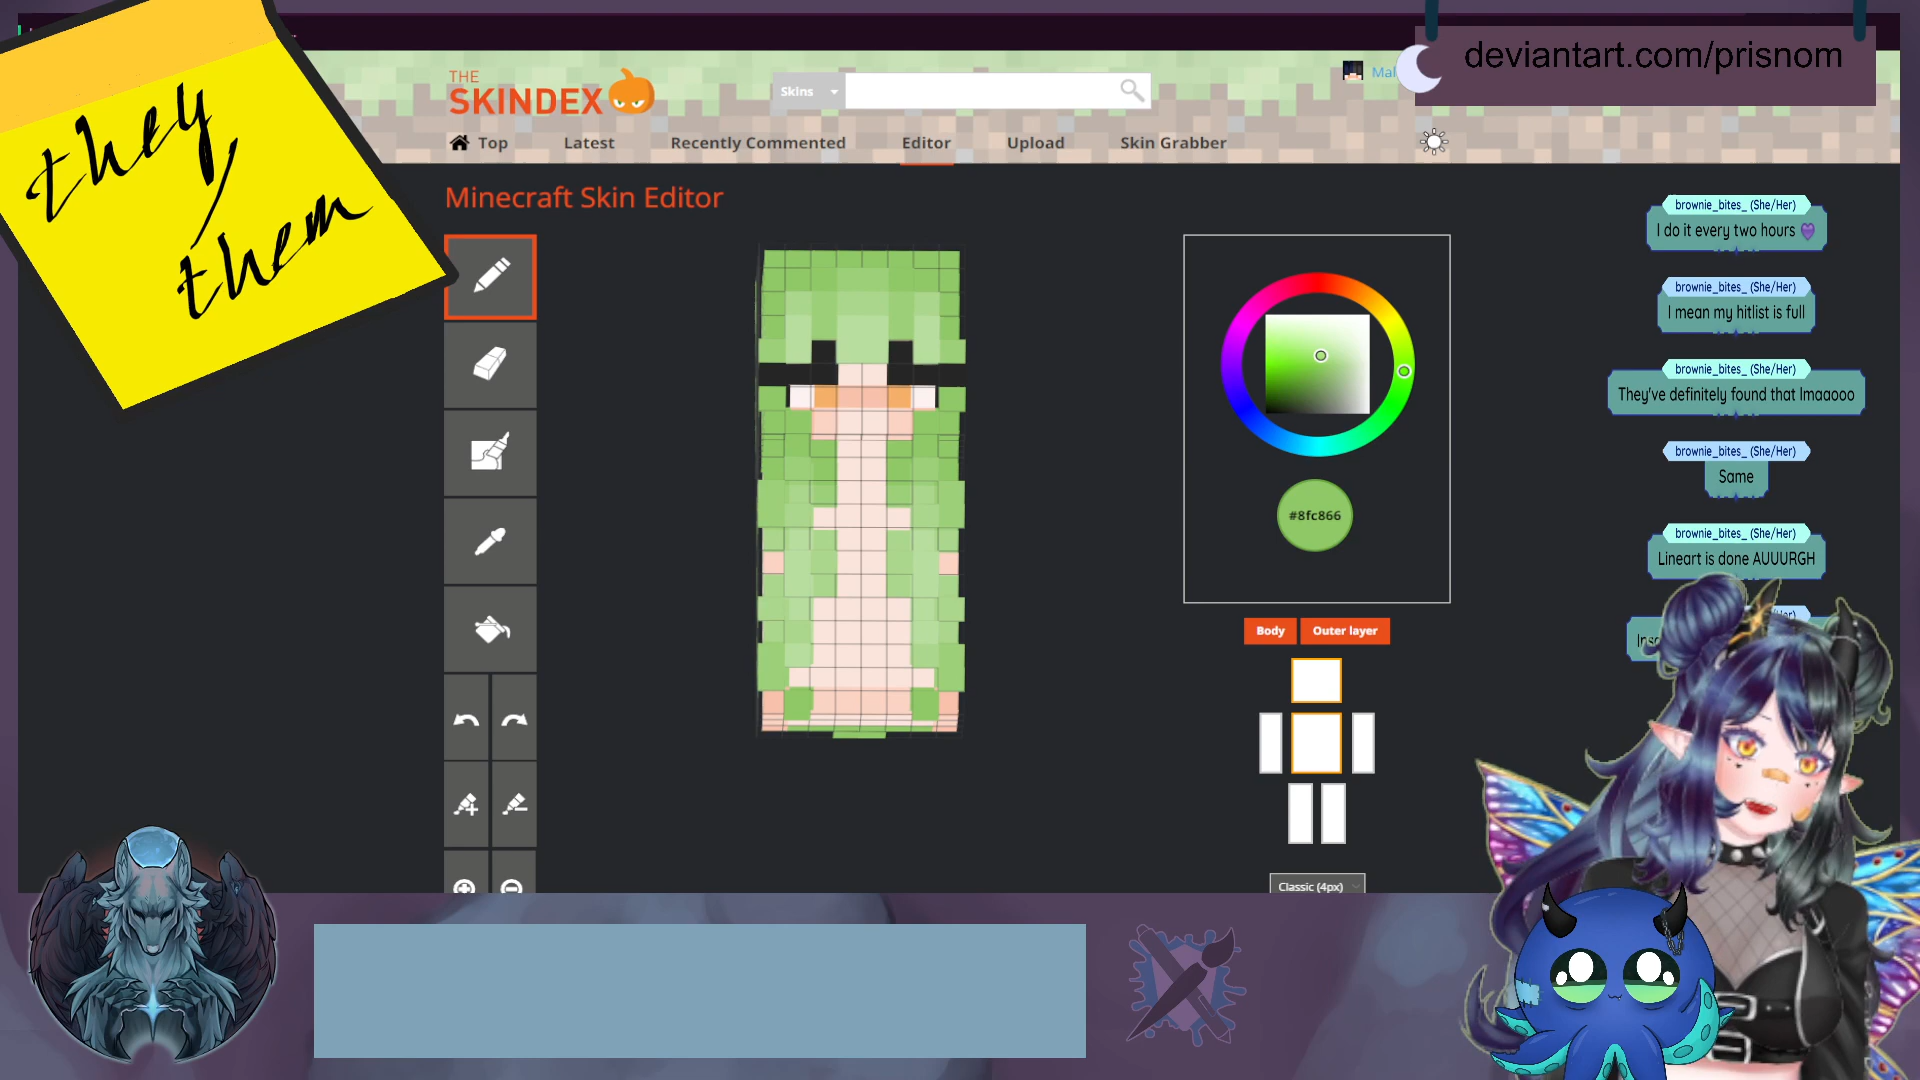 they/
them
THE
SKINDEX
Skins
deviantart.com/prisnom
Top
Latest
Recently Commented
Editor
Upload
Skin Grabber
Minecraft Skin Editor
#8fc866
Body
Outer layer
Classic (4px)
brownie_bites_ (She/Her)
I do it every two hours 💜
brownie_bites_ (She/Her)
I mean my hitlist is full
brownie_bites_ (She/Her)
They've definitely found that lmaaooo
brownie_bites_ (She/Her)
Same
brownie_bites_ (She/Her)
Lineart is done AUUURGH